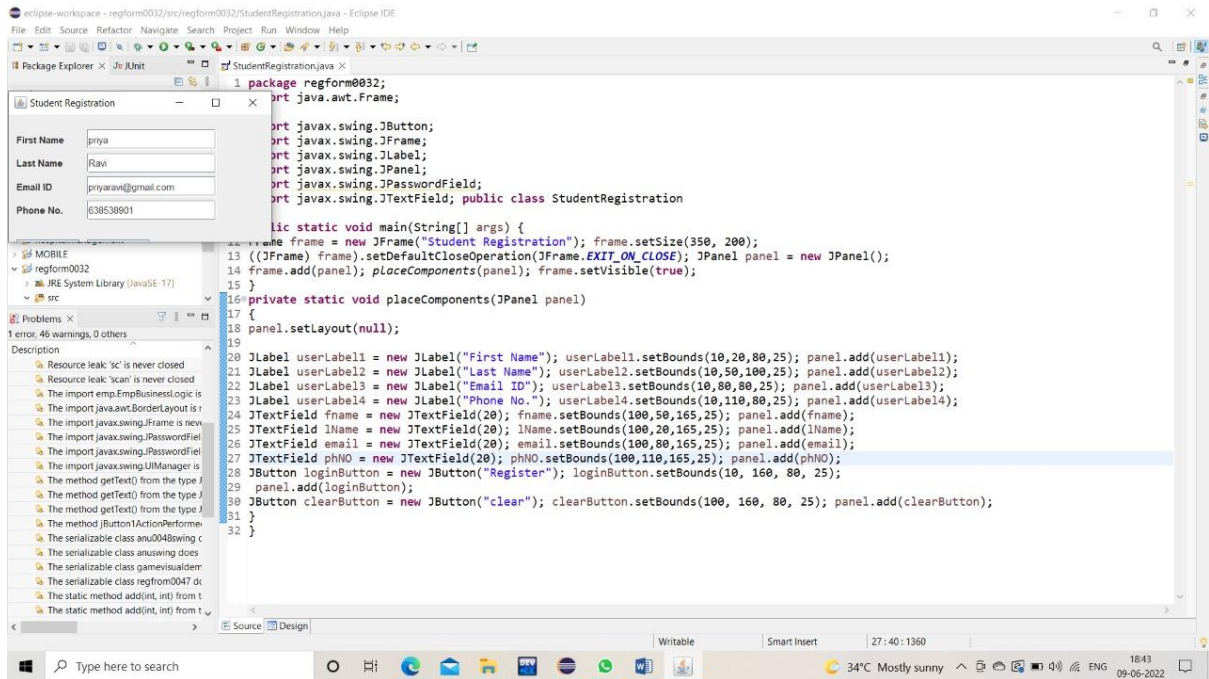 eclipse-workspace - regform0032/src/regform0032/StudentRegistration.java - Eclipse IDE
File Edit Source Refactor Navigate Search Project Run Window Help
Package Explorer JUnit
StudentRegistration.java
1 package regform0032;
ort java.awt.Frame;
ort javax.swing.JButton;
ort javax.swing.JFrame;
ort javax.swing.JLabel;
ort javax.swing.JPanel;
ort javax.swing.JPasswordField;
ort javax.swing.JTextField; public class StudentRegistration
lic static void main(String[] args) {
12 Frame frame = new JFrame("Student Registration"); frame.setSize(350, 200);
13 ((JFrame) frame).setDefaultCloseOperation(JFrame.EXIT_ON_CLOSE); JPanel panel = new JPanel();
14 frame.add(panel); placeComponents(panel); frame.setVisible(true);
15 }
16 private static void placeComponents(JPanel panel)
17 {
18 panel.setLayout(null);
19
20 JLabel userLabel1 = new JLabel("First Name"); userLabel1.setBounds(10,20,80,25); panel.add(userLabel1);
21 JLabel userLabel2 = new JLabel("Last Name"); userLabel2.setBounds(10,50,100,25); panel.add(userLabel2);
22 JLabel userLabel3 = new JLabel("Email ID"); userLabel3.setBounds(10,80,80,25); panel.add(userLabel3);
23 JLabel userLabel4 = new JLabel("Phone No."); userLabel4.setBounds(10,110,80,25); panel.add(userLabel4);
24 JTextField fname = new JTextField(20); fname.setBounds(100,50,165,25); panel.add(fname);
25 JTextField lName = new JTextField(20); lName.setBounds(100,20,165,25); panel.add(lName);
26 JTextField email = new JTextField(20); email.setBounds(100,80,165,25); panel.add(email);
27 JTextField phNO = new JTextField(20); phNO.setBounds(100,110,165,25); panel.add(phNO);
28 JButton loginButton = new JButton("Register"); loginButton.setBounds(10, 160, 80, 25);
29 panel.add(loginButton);
30 JButton clearButton = new JButton("clear"); clearButton.setBounds(100, 160, 80, 25); panel.add(clearButton);
31 }
32 }
Student Registration
First Name priya
Last Name Ravi
Email ID priyaravi@gmail.com
Phone No. 638538901
MOBILE
regform0032
JRE System Library [JavaSE-17]
src
Problems
1 error, 46 warnings, 0 others
Description
Resource leak: 'sc' is never closed
Resource leak: 'scan' is never closed
The import emp.EmpBusinessLogic is
The import java.awt.BorderLayout is r
The import javax.swing.JFrame is neve
The import javax.swing.JPasswordFiel
The import javax.swing.JPasswordFiel
The import javax.swing.UIManager is
The method getText() from the type J
The method getText() from the type J
The method getText() from the type J
The method jButton1ActionPerforme
The serializable class anu0048swing c
The serializable class anuswing does
The serializable class gamevisualdem
The serializable class regfrom0047 do
The static method add(int, int) from t
The static method add(int, int) from t
Source Design
Writable Smart Insert 27 : 40 : 1360
Type here to search
DEV
34°C Mostly sunny ENG 18:43
09-06-2022